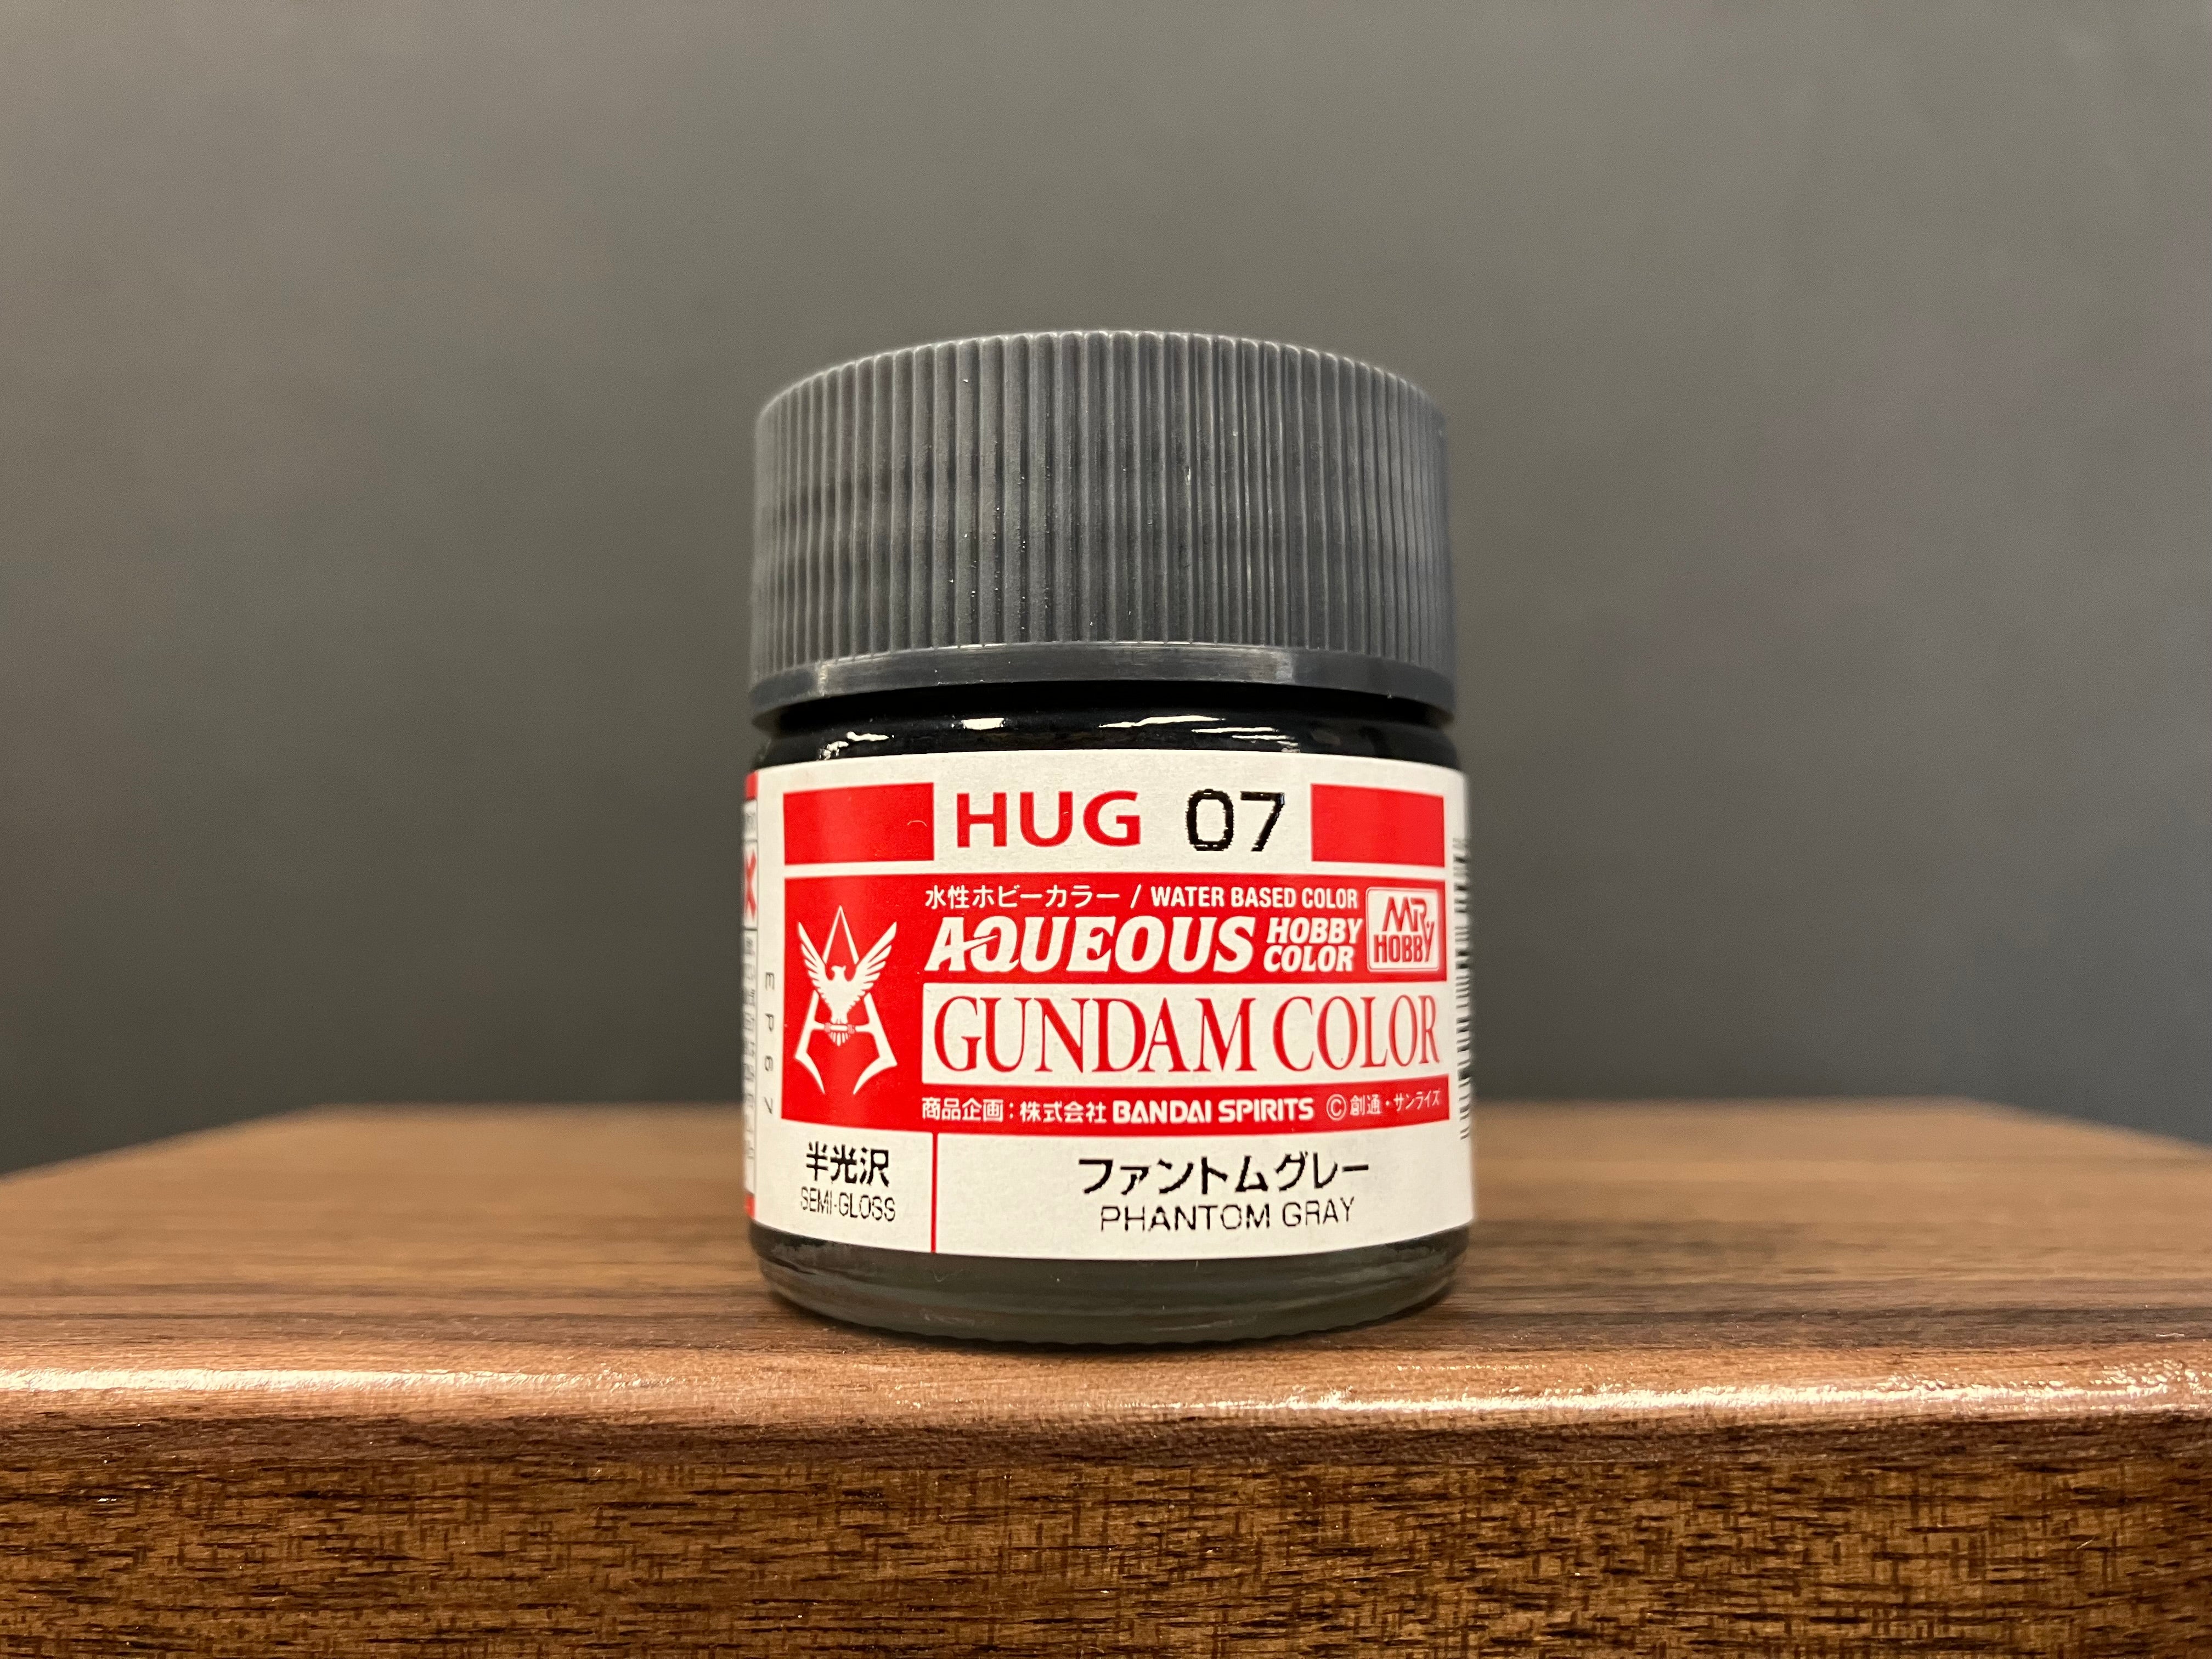 HUG 07
水性ホビーカラー / WATER BASED COLOR
AQUEOUS HOBBY COLOR
MR HOBBY
GUNDAM COLOR
商品企画：株式会社 BANDAI SPIRITS ©創通・サンライズ
半光沢
SEMI-GLOSS
ファントムグレー
PHANTOM GRAY
EP67